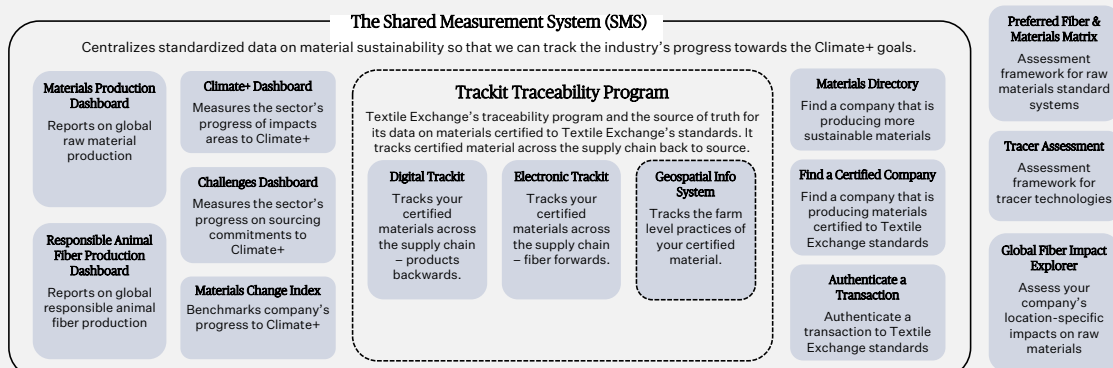 The Shared Measurement System (SMS)
Centralizes standardized data on material sustainability so that we can track the industry's progress towards the Climate+ goals.
Materials Production
Dashboard
Reports on global
raw material
production
Responsible Animal
Fiber Production
Dashboard
Reports on global
responsible animal
fiber production
Climate+ Dashboard
Measures the sector's
progress of impacts
areas to Climate+
Challenges Dashboard
Measures the sector's
progress on sourcing
commitments to
Climate+
Materials Change Index
Benchmarks company's
progress to Climate+
Trackit Traceability Program
Textile Exchange's traceability program and the source of truth for
its data on materials certified to Textile Exchange's standards. It
tracks certified material across the supply chain back to source.
Digital Trackit
Tracks your
certified
materials across
the supply chain
– products
backwards.
Electronic Trackit
Tracks your
certified
materials across
the supply chain
– fiber forwards.
Geospatial Info
System
Tracks the farm
level practices of
your certified
material.
Materials Directory
Find a company that is
producing more
sustainable materials
Find a Certified Company
Find a company that is
producing materials
certified to Textile
Exchange standards
Authenticate a
Transaction
Authenticate a
transaction to Textile
Exchange standards
Preferred Fiber &
Materials Matrix
Assessment
framework for raw
materials standard
systems
Tracer Assessment
Assessment
framework for
tracer technologies
Global Fiber Impact
Explorer
Assess your
company's
location-specific
impacts on raw
materials